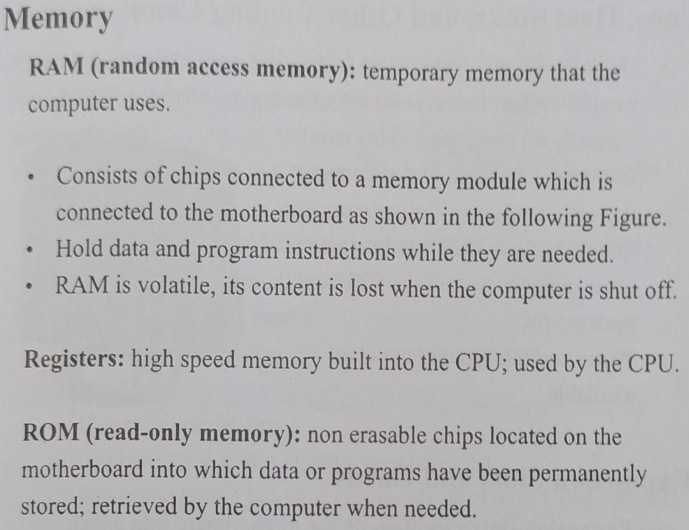 Memory
RAM (random access memory): temporary memory that the
computer uses.
• Consists of chips connected to a memory module which is
connected to the motherboard as shown in the following Figure.
• Hold data and program instructions while they are needed.
• RAM is volatile, its content is lost when the computer is shut off.
Registers: high speed memory built into the CPU; used by the CPU.
ROM (read-only memory): non erasable chips located on the
motherboard into which data or programs have been permanently
stored; retrieved by the computer when needed.